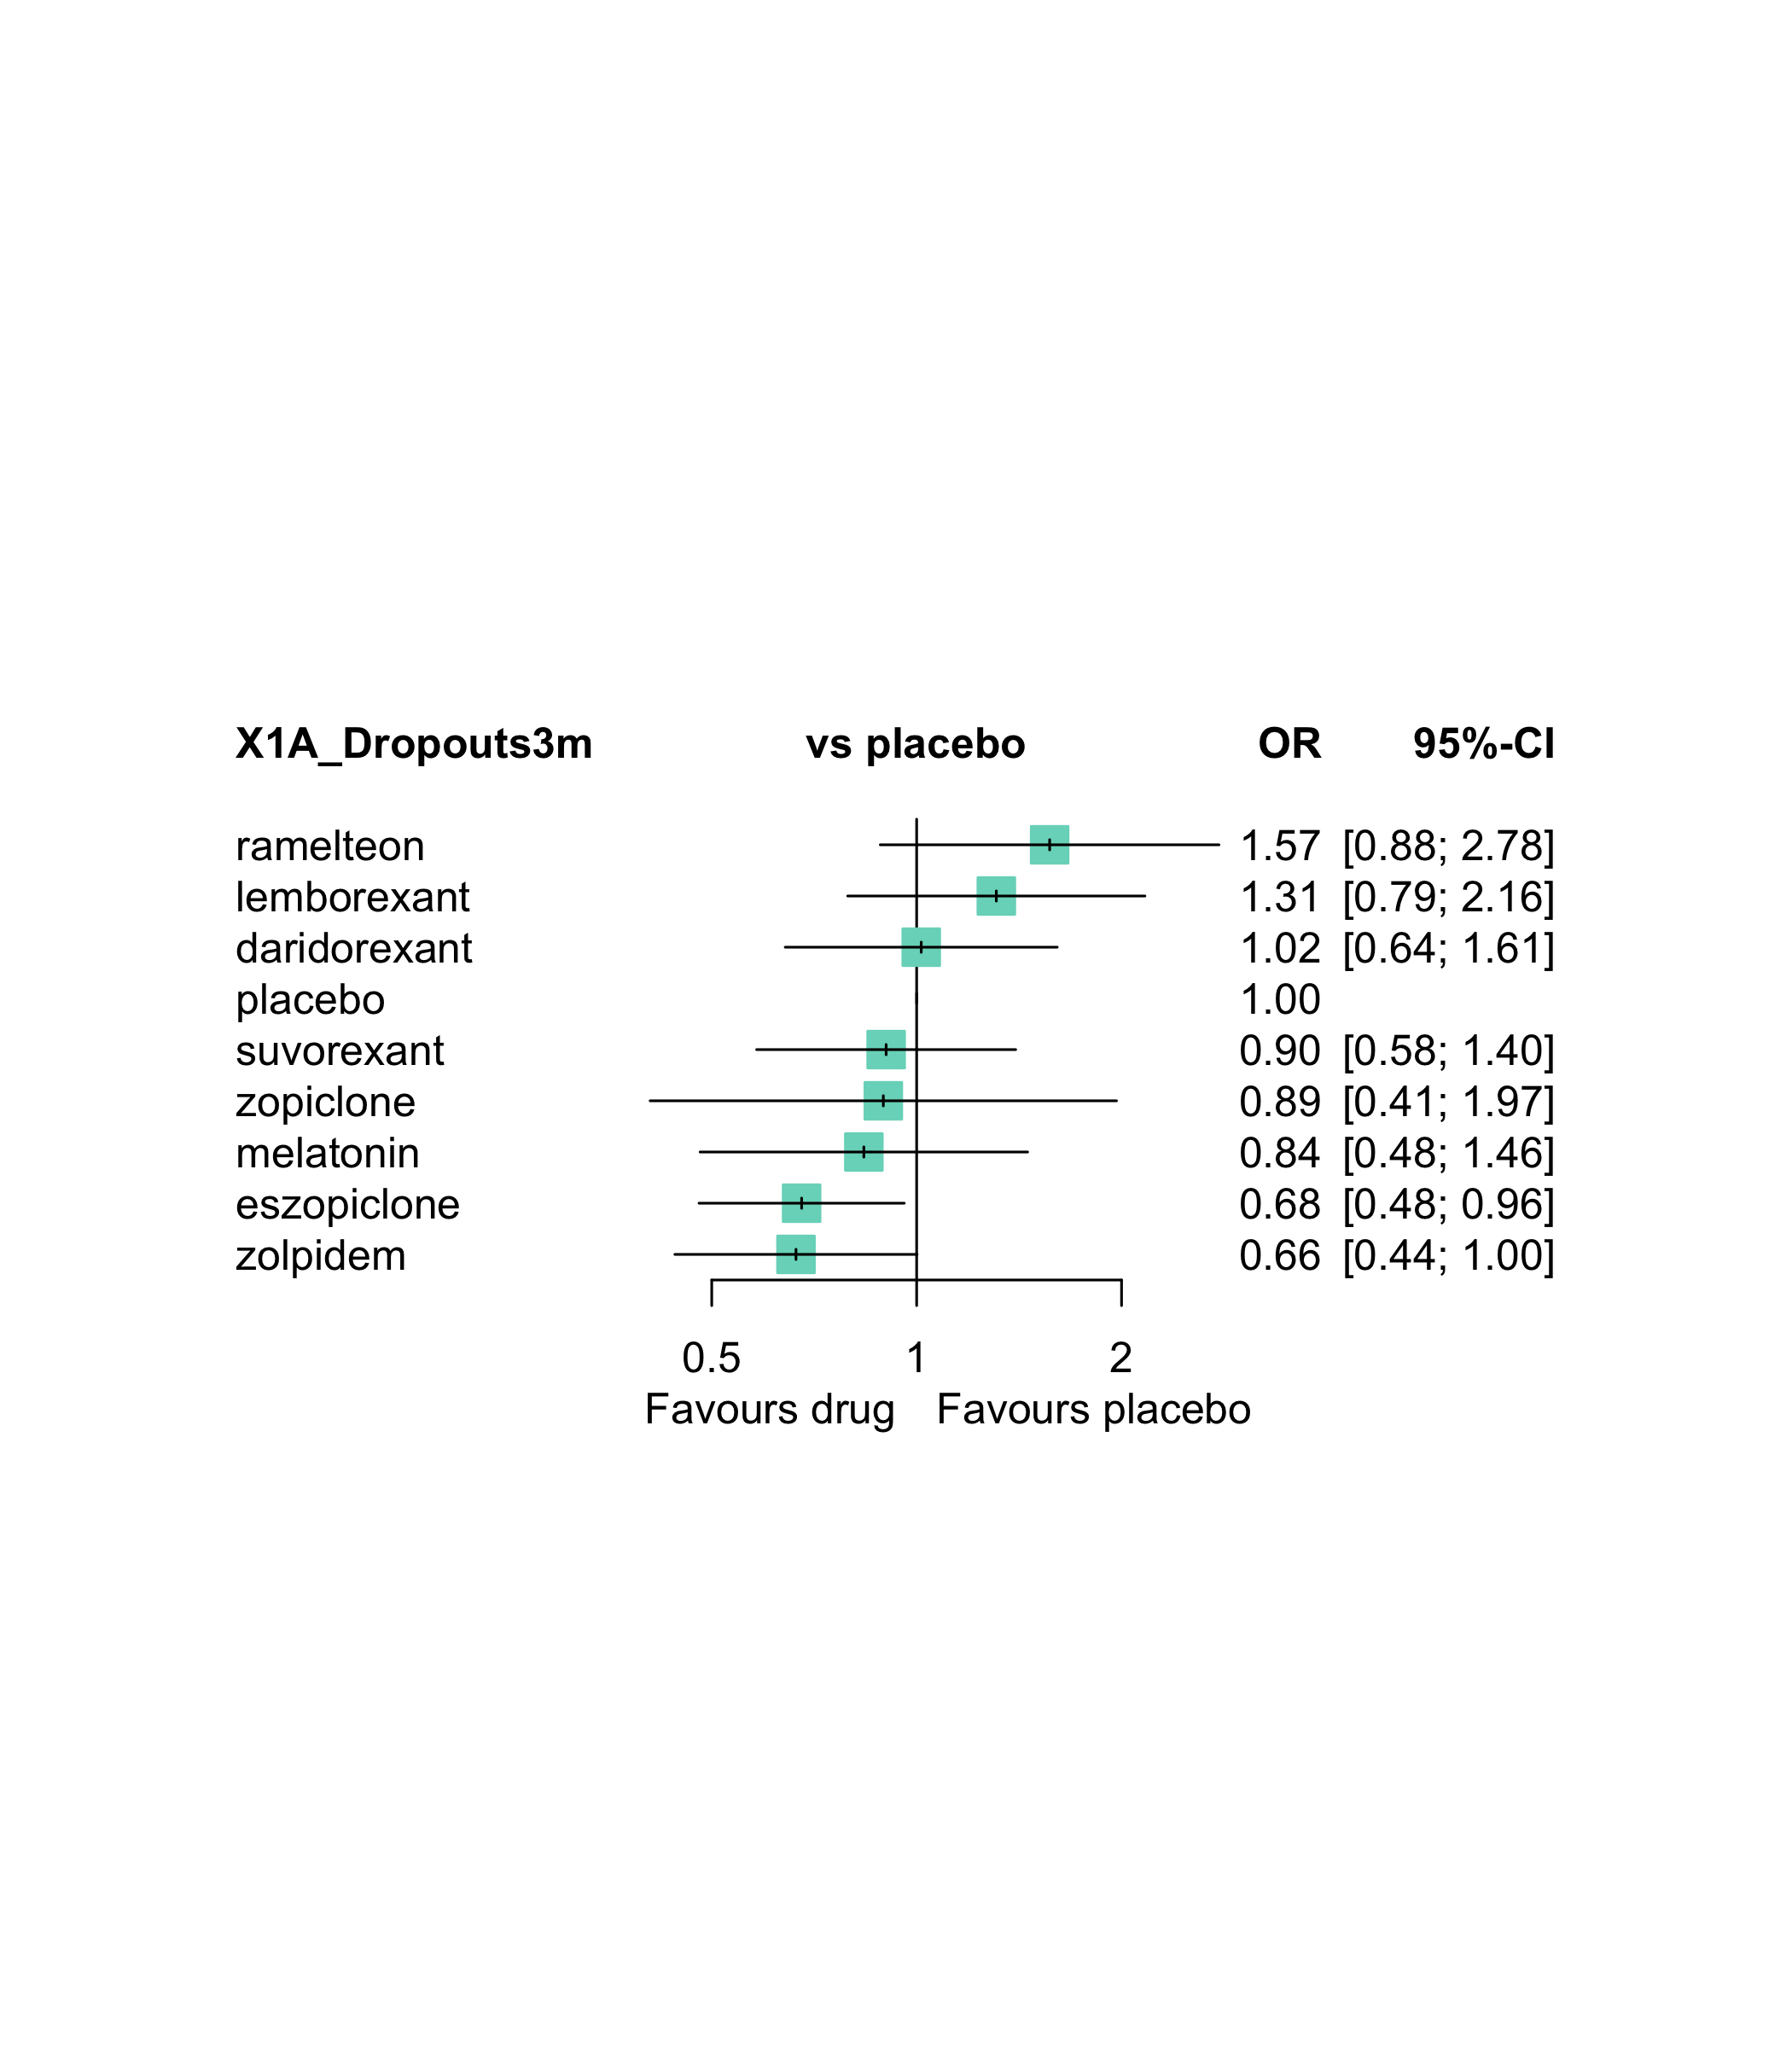 X1A_Dropouts3m vs placebo OR 95%-CI
ramelteon 1.57 [0.88; 2.78]
lemborexant 1.31 [0.79; 2.16]
daridorexant 1.02 [0.64; 1.61]
placebo 1.00
suvorexant 0.90 [0.58; 1.40]
zopiclone 0.89 [0.41; 1.97]
melatonin 0.84 [0.48; 1.46]
eszopiclone 0.68 [0.48; 0.96]
zolpidem 0.66 [0.44; 1.00]
0.5 1 2
Favours drug Favours placebo